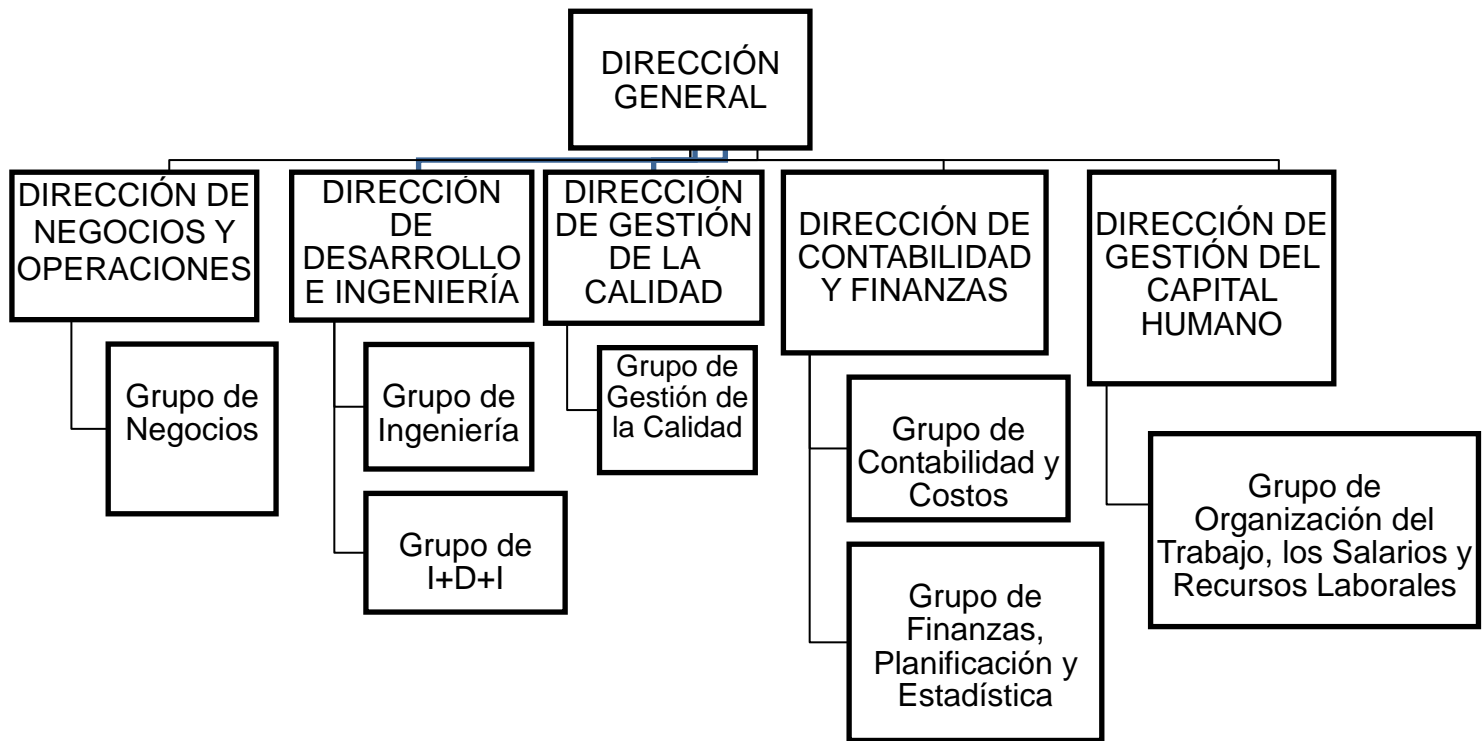 DIRECCIÓN
GENERAL
DIRECCIÓN DE
NEGOCIOS Y
OPERACIONES
DIRECCIÓN
DE
DESARROLLO
E INGENIERÍA
DIRECCIÓN
DE GESTIÓN
DE LA
CALIDAD
DIRECCIÓN DE
CONTABILIDAD
Y FINANZAS
DIRECCIÓN DE
GESTIÓN DEL
CAPITAL
HUMANO
Grupo de
Negocios
Grupo de
Ingeniería
Grupo de
I+D+I
Grupo de
Gestión de
la Calidad
Grupo de
Contabilidad y
Costos
Grupo de
Finanzas,
Planificación y
Estadística
Grupo de
Organización del
Trabajo, los Salarios y
Recursos Laborales